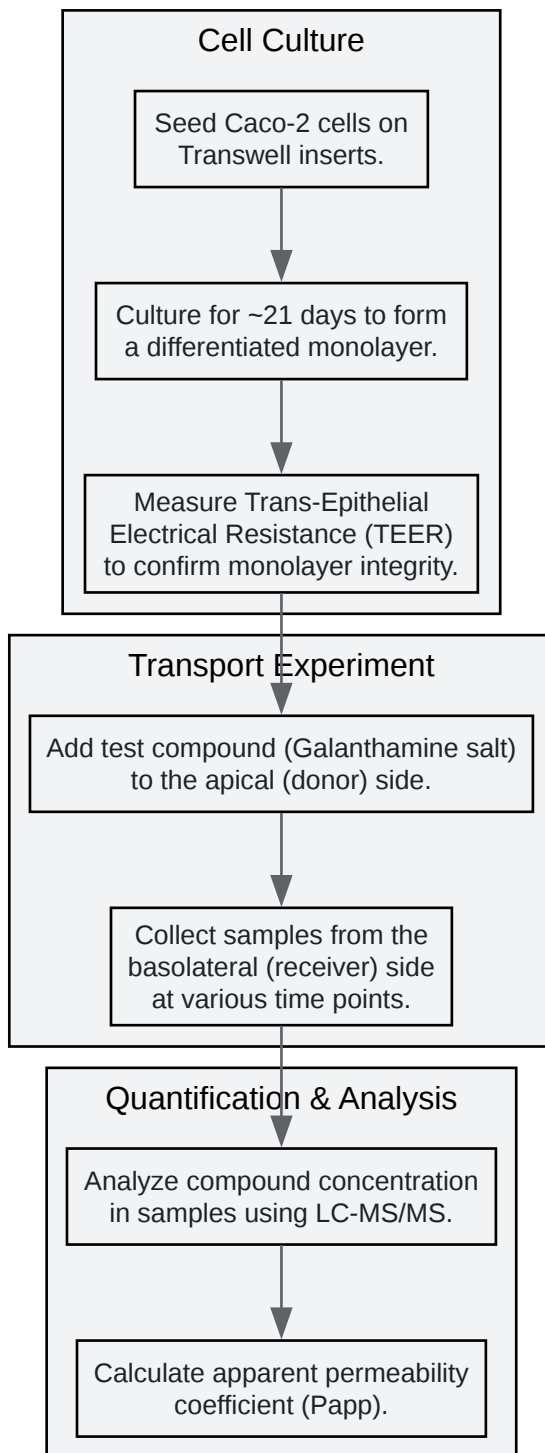 Cell Culture
Seed Caco-2 cells on
Transwell inserts.
Culture for ~21 days to form
a differentiated monolayer.
Measure Trans-Epithelial
Electrical Resistance (TEER)
to confirm monolayer integrity.
Transport Experiment
Add test compound (Galanthamine salt)
to the apical (donor) side.
Collect samples from the
basolateral (receiver) side
at various time points.
Quantification & Analysis
Analyze compound concentration
in samples using LC-MS/MS.
Calculate apparent permeability
coefficient (Papp).